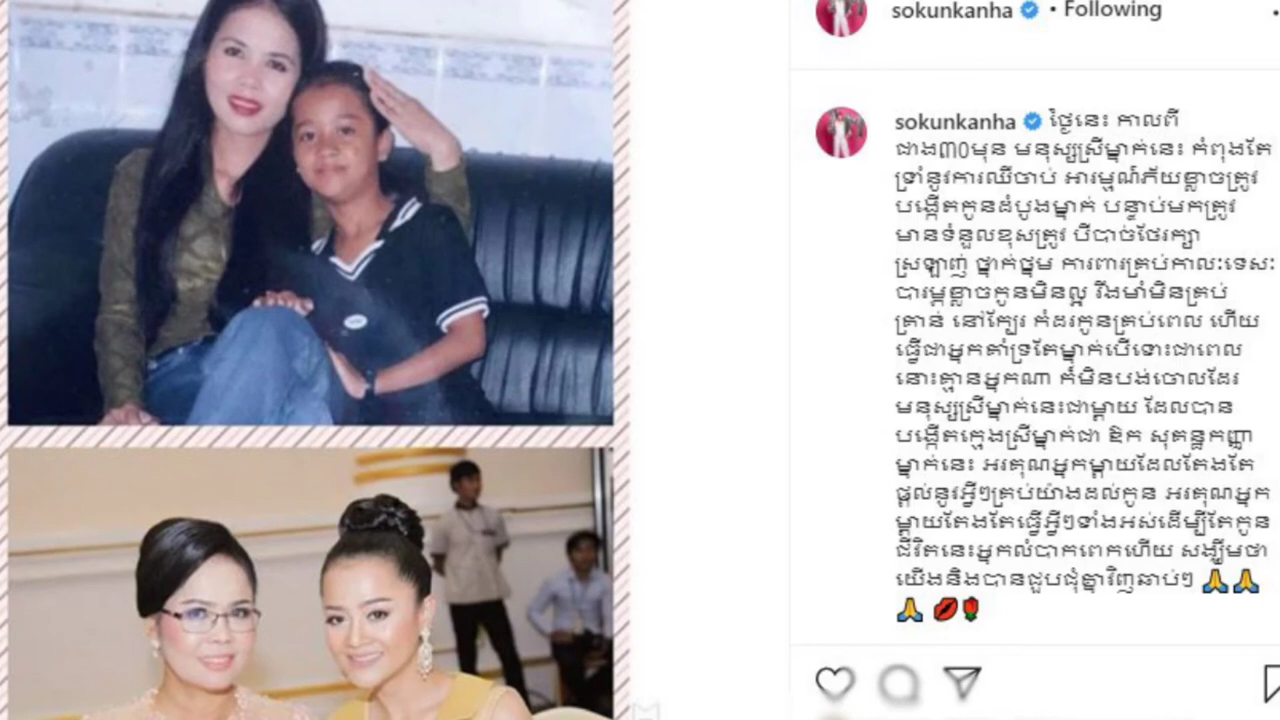 sokunkanha • Following
sokunkanha ថ្ងៃនេះ កាលពី
ជាង៣០មុន មនុស្សស្រីម្នាក់នេះ កំពុងតែ
ទ្រាំនូវការឈឺចាប់ អារម្មណ៍ភ័យខ្លាចត្រូវ
បង្កើតកូនដំបូងម្នាក់ បន្ទាប់មកត្រូវ
មានទំនួលខុសត្រូវ បីបាច់ថែរក្សា
ស្រឡាញ់ ថ្នាក់ថ្នម ការពារគ្រប់កាលៈទេសៈ
បារម្ភខ្លាចកូនមិនល្អ រឹងមាំមិនគ្រប់
គ្រាន់ នៅក្បែរ កំដរកូនគ្រប់ពេល ហើយ
ធ្វើជាអ្នកគាំទ្រតែម្នាក់បើទោះជាពេល
នោះគ្មានអ្នកណា ក៏មិនបង់ចោលដែរ
មនុស្សស្រីម្នាក់នេះជាម្តាយ ដែលបាន
បង្កើតក្មេងស្រីម្នាក់ជា ឱក សុគន្ឋកញ្ញា
ម្នាក់នេះ អរគុណអ្នកម្តាយដែលតែងតែ
ផ្តល់នូវអ្វីៗគ្រប់យ៉ាងដល់កូន អរគុណអ្នក
ម្តាយតែងតែធ្វើអ្វីៗទាំងអស់ដើម្បីតែកូន
ជីវិតនេះអ្នកលំបាកពេកហើយ សង្ឃឹមថា
យើងនិងបានជួបជុំគ្នាវិញឆាប់ៗ 🙏🙏
🙏 💋🌹